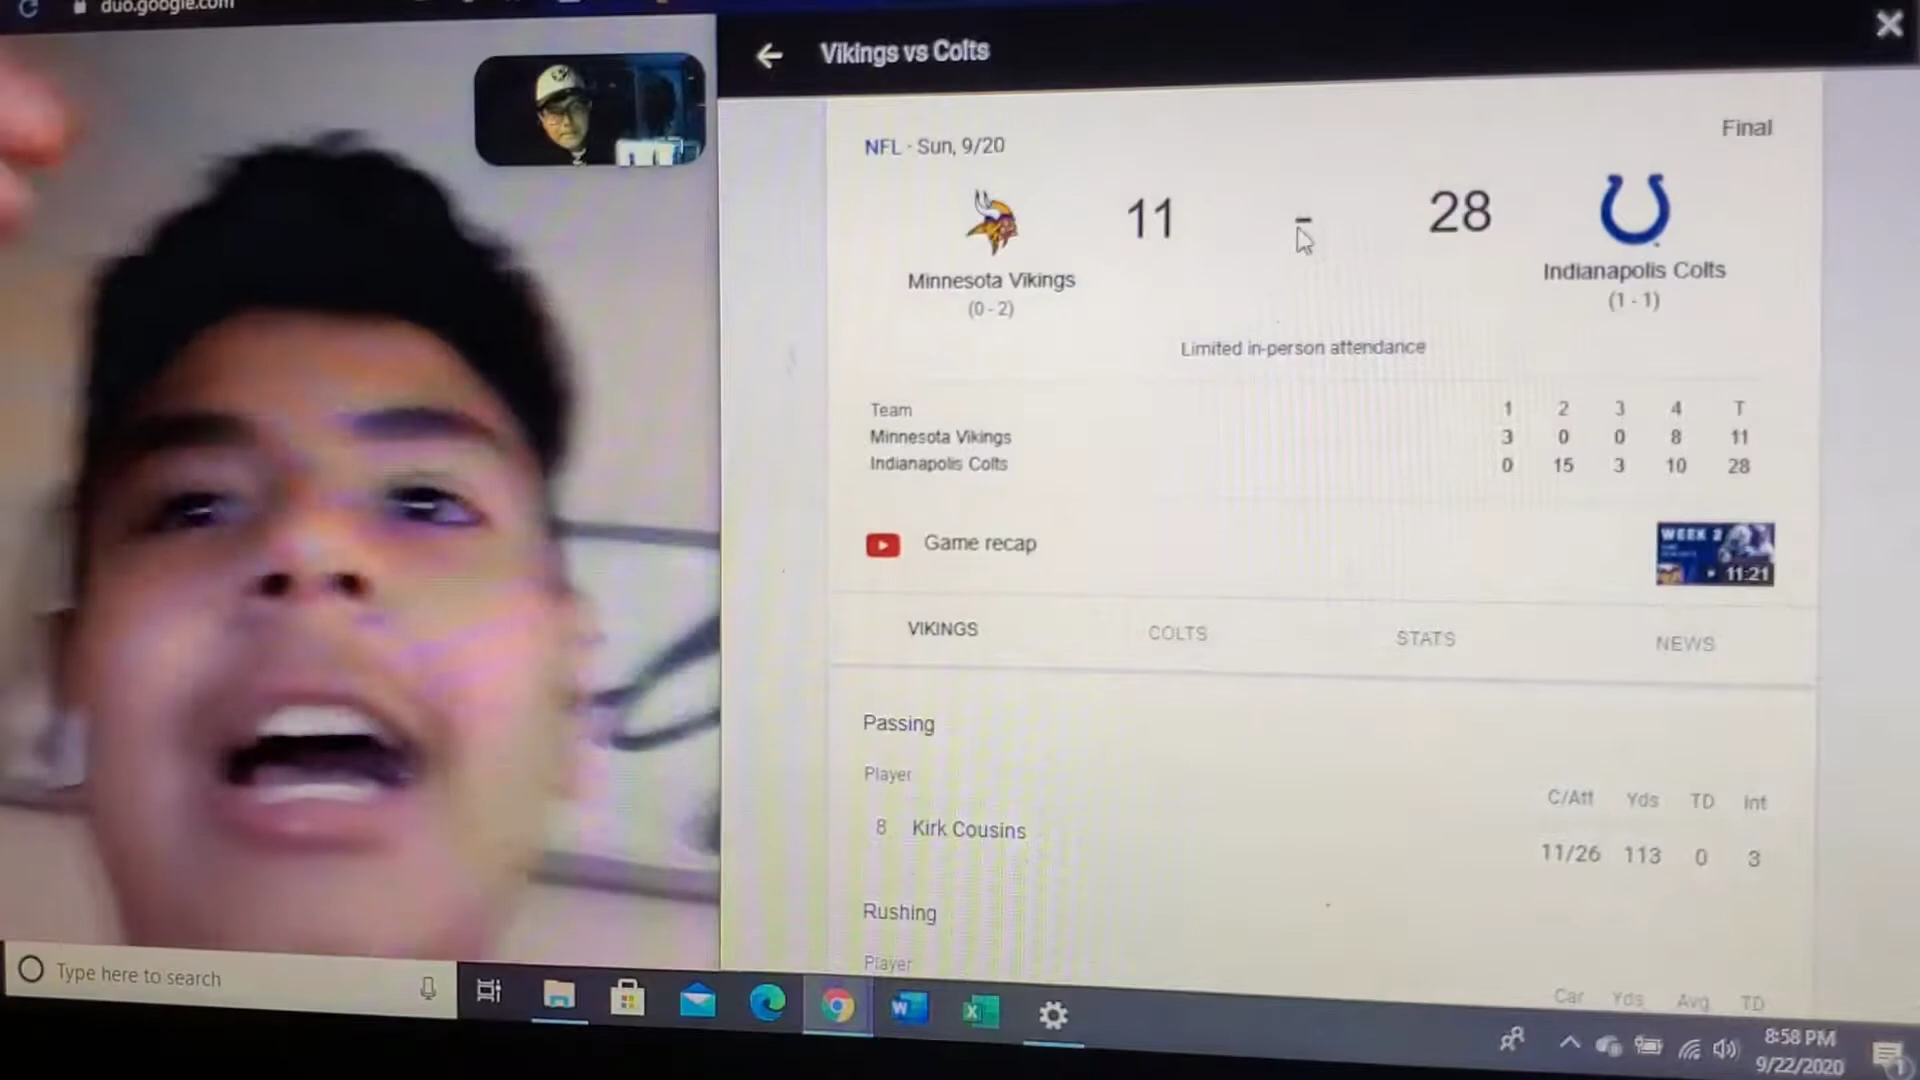 duo.google.com
Vikings vs Colts
Final
NFL · Sun, 9/20
11 - 28
Minnesota Vikings
(0 - 2)
Indianapolis Colts
(1 - 1)
Limited in-person attendance
Team 1 2 3 4 T
Minnesota Vikings 3 0 0 8 11
Indianapolis Colts 0 15 3 10 28
Game recap
WEEK 2
11:21
VIKINGS COLTS STATS NEWS
Passing
Player C/Att Yds TD Int
8 Kirk Cousins 11/26 113 0 3
Rushing
Player
Car Yds Avg TD
Type here to search
8:58 PM
9/22/2020